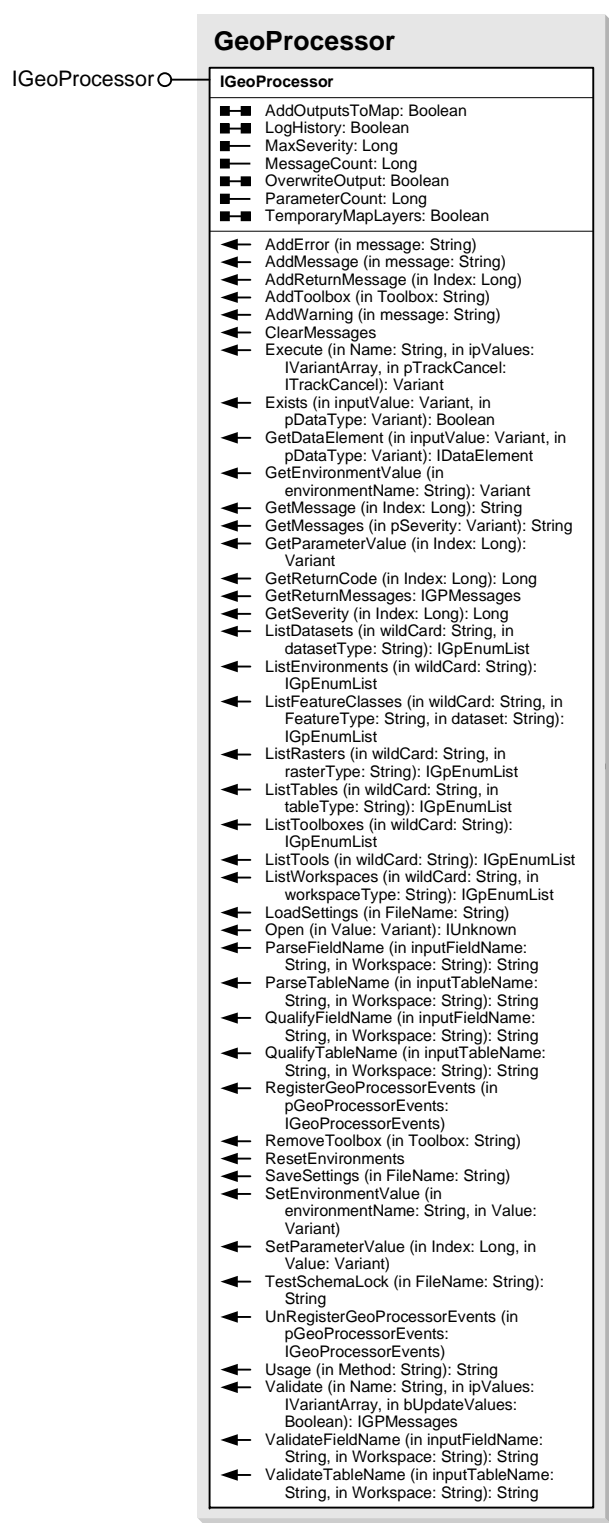 GeoProcessor
IGeoProcessor
IGeoProcessor
AddOutputsToMap: Boolean
LogHistory: Boolean
MaxSeverity: Long
MessageCount: Long
OverwriteOutput: Boolean
ParameterCount: Long
TemporaryMapLayers: Boolean
AddError (in message: String)
AddMessage (in message: String)
AddReturnMessage (in Index: Long)
AddToolbox (in Toolbox: String)
AddWarning (in message: String)
ClearMessages
Execute (in Name: String, in ipValues:
IVariantArray, in pTrackCancel:
ITrackCancel): Variant
Exists (in inputValue: Variant, in
pDataType: Variant): Boolean
GetDataElement (in inputValue: Variant, in
pDataType: Variant): IDataElement
GetEnvironmentValue (in
environmentName: String): Variant
GetMessage (in Index: Long): String
GetMessages (in pSeverity: Variant): String
GetParameterValue (in Index: Long):
Variant
GetReturnCode (in Index: Long): Long
GetReturnMessages: IGPMessages
GetSeverity (in Index: Long): Long
ListDatasets (in wildCard: String, in
datasetType: String): IGpEnumList
ListEnvironments (in wildCard: String):
IGpEnumList
ListFeatureClasses (in wildCard: String, in
FeatureType: String, in dataset: String):
IGpEnumList
ListRasters (in wildCard: String, in
rasterType: String): IGpEnumList
ListTables (in wildCard: String, in
tableType: String): IGpEnumList
ListToolboxes (in wildCard: String):
IGpEnumList
ListTools (in wildCard: String): IGpEnumList
ListWorkspaces (in wildCard: String, in
workspaceType: String): IGpEnumList
LoadSettings (in FileName: String)
Open (in Value: Variant): IUnknown
ParseFieldName (in inputFieldName:
String, in Workspace: String): String
ParseTableName (in inputTableName:
String, in Workspace: String): String
QualifyFieldName (in inputFieldName:
String, in Workspace: String): String
QualifyTableName (in inputTableName:
String, in Workspace: String): String
RegisterGeoProcessorEvents (in
pGeoProcessorEvents:
IGeoProcessorEvents)
RemoveToolbox (in Toolbox: String)
ResetEnvironments
SaveSettings (in FileName: String)
SetEnvironmentValue (in
environmentName: String, in Value:
Variant)
SetParameterValue (in Index: Long, in
Value: Variant)
TestSchemaLock (in FileName: String):
String
UnRegisterGeoProcessorEvents (in
pGeoProcessorEvents:
IGeoProcessorEvents)
Usage (in Method: String): String
Validate (in Name: String, in ipValues:
IVariantArray, in bUpdateValues:
Boolean): IGPMessages
ValidateFieldName (in inputFieldName:
String, in Workspace: String): String
ValidateTableName (in inputTableName:
String, in Workspace: String): String